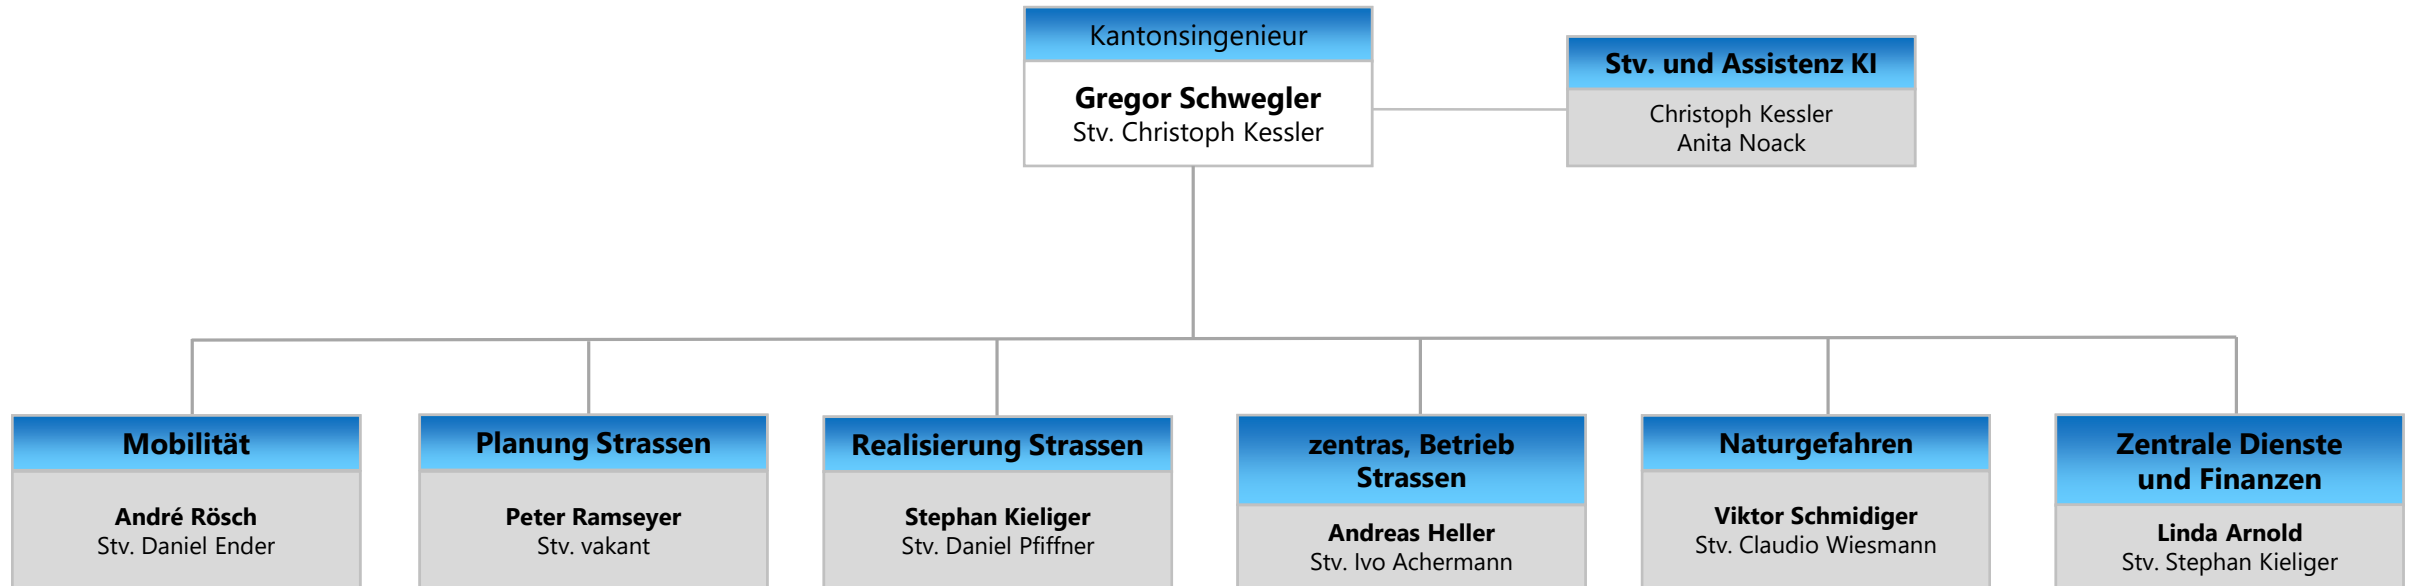 Kantonsingenieur
Gregor Schwegler
Stv. Christoph Kessler
Stv. und Assistenz KI
Christoph Kessler
Anita Noack
Mobilität
André Rösch
Stv. Daniel Ender
Planung Strassen
Peter Ramseyer
Stv. vakant
Realisierung Strassen
Stephan Kieliger
Stv. Daniel Pfiffner
zentras, Betrieb
Strassen
Andreas Heller
Stv. Ivo Achermann
Naturgefahren
Viktor Schmidiger
Stv. Claudio Wiesmann
Zentrale Dienste
und Finanzen
Linda Arnold
Stv. Stephan Kieliger